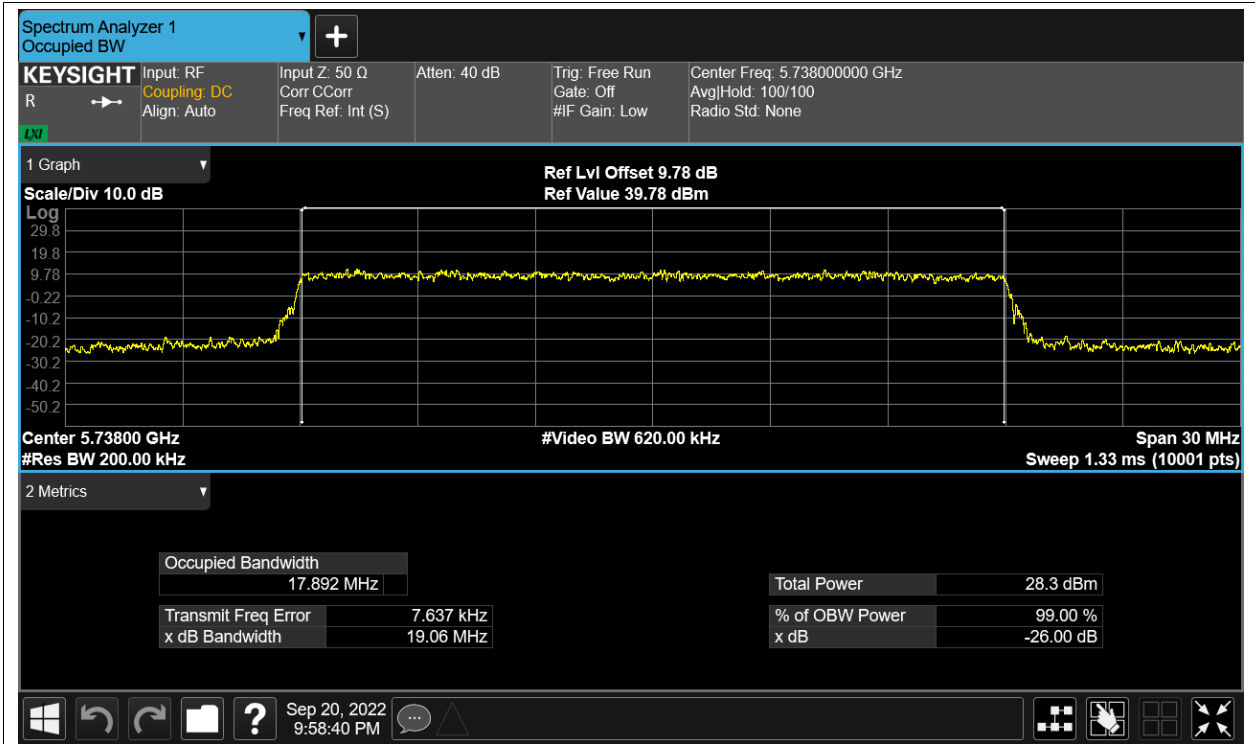 Spectrum Analyzer 1
Occupied BW
▼
+
KEYSIGHT Input: RF Input Z: 50 Ω Atten: 40 dB Trig: Free Run Center Freq: 5.738000000 GHz
R Coupling: DC Corr CCorr Gate: Off Avg|Hold: 100/100
Align: Auto Freq Ref: Int (S) #IF Gain: Low Radio Std: None
LXI
1 Graph ▼
Ref Lvl Offset 9.78 dB
Scale/Div 10.0 dB Ref Value 39.78 dBm
Log
29.8
19.8
9.78
-0.22
-10.2
-20.2
-30.2
-40.2
-50.2
Center 5.73800 GHz #Video BW 620.00 kHz Span 30 MHz
#Res BW 200.00 kHz Sweep 1.33 ms (10001 pts)
2 Metrics ▼
Occupied Bandwidth
17.892 MHz Total Power 28.3 dBm
Transmit Freq Error 7.637 kHz % of OBW Power 99.00 %
x dB Bandwidth 19.06 MHz x dB -26.00 dB
? Sep 20, 2022
9:58:40 PM